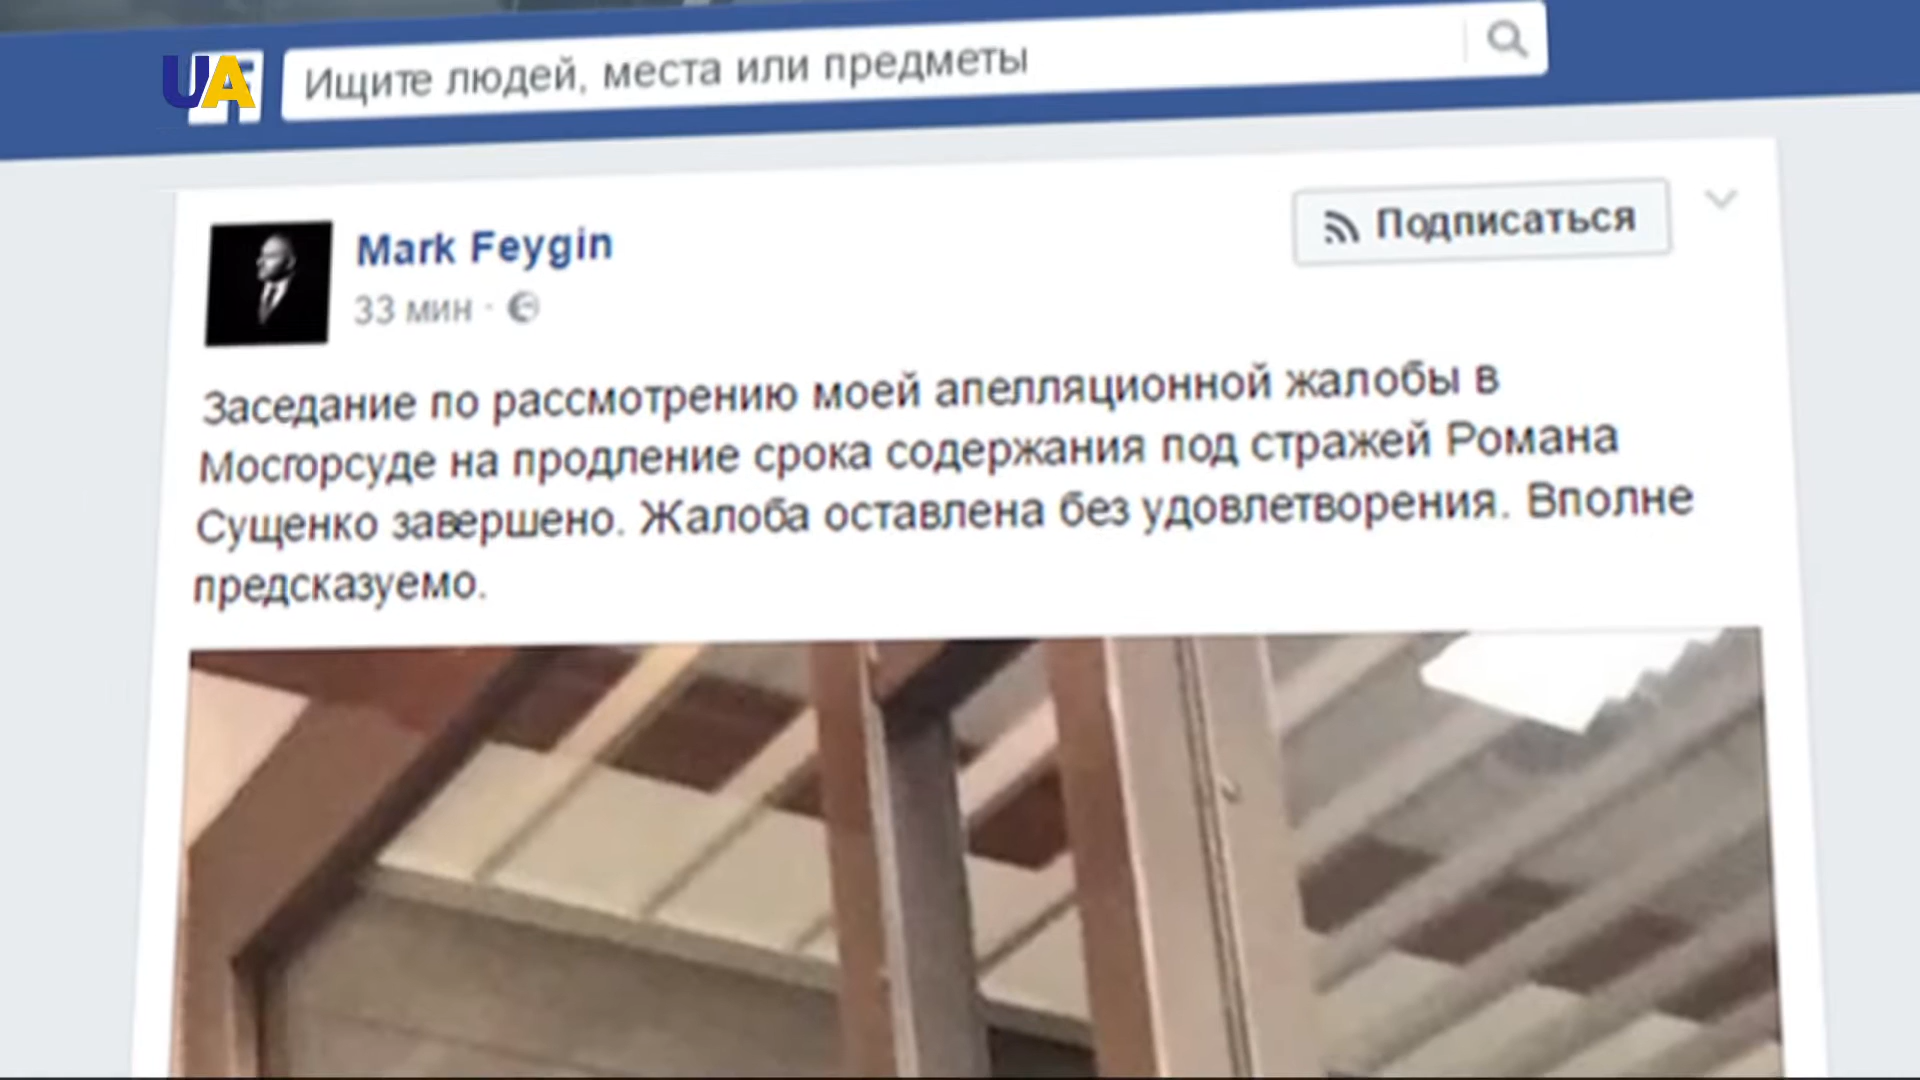 UA
Ищите людей, места или предметы
Mark Feygin
Подписаться
33 мин ·
Заседание по рассмотрению моей апелляционной жалобы в
Мосгорсуде на продление срока содержания под стражей Романа
Сущенко завершено. Жалоба оставлена без удовлетворения. Вполне
предсказуемо.